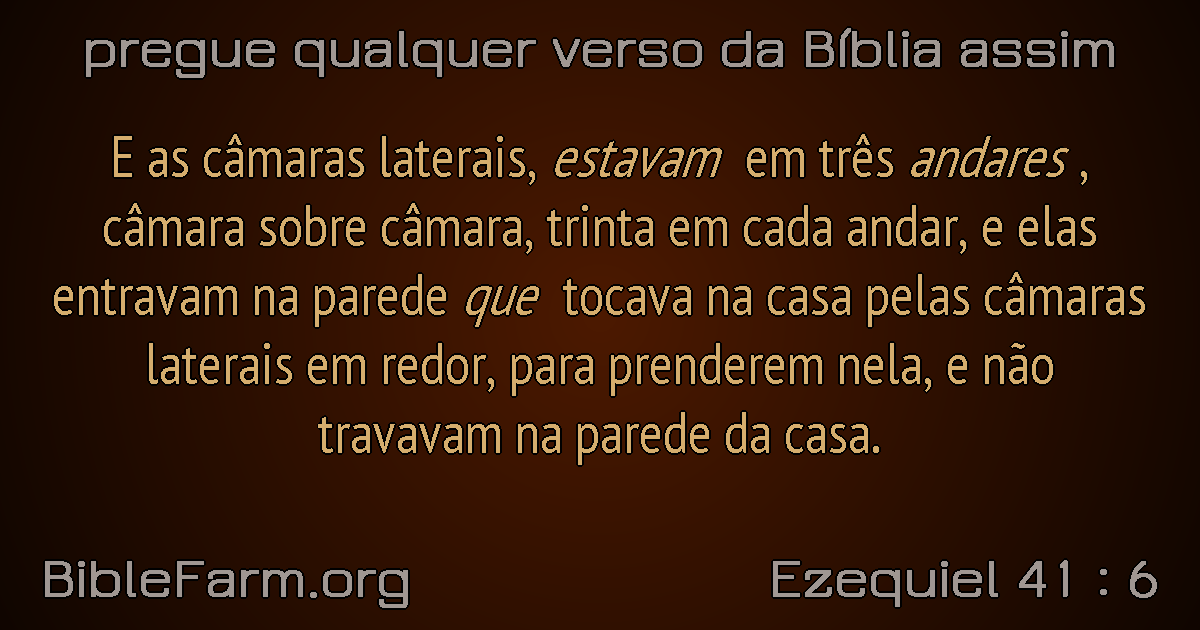 pregue qualquer verso da Bíblia assim
E as câmaras laterais, estavam em três andares ,
câmara sobre câmara, trinta em cada andar, e elas
entravam na parede que tocava na casa pelas câmaras
laterais em redor, para prenderem nela, e não
travavam na parede da casa.
BibleFarm.org
Ezequiel 41 : 6